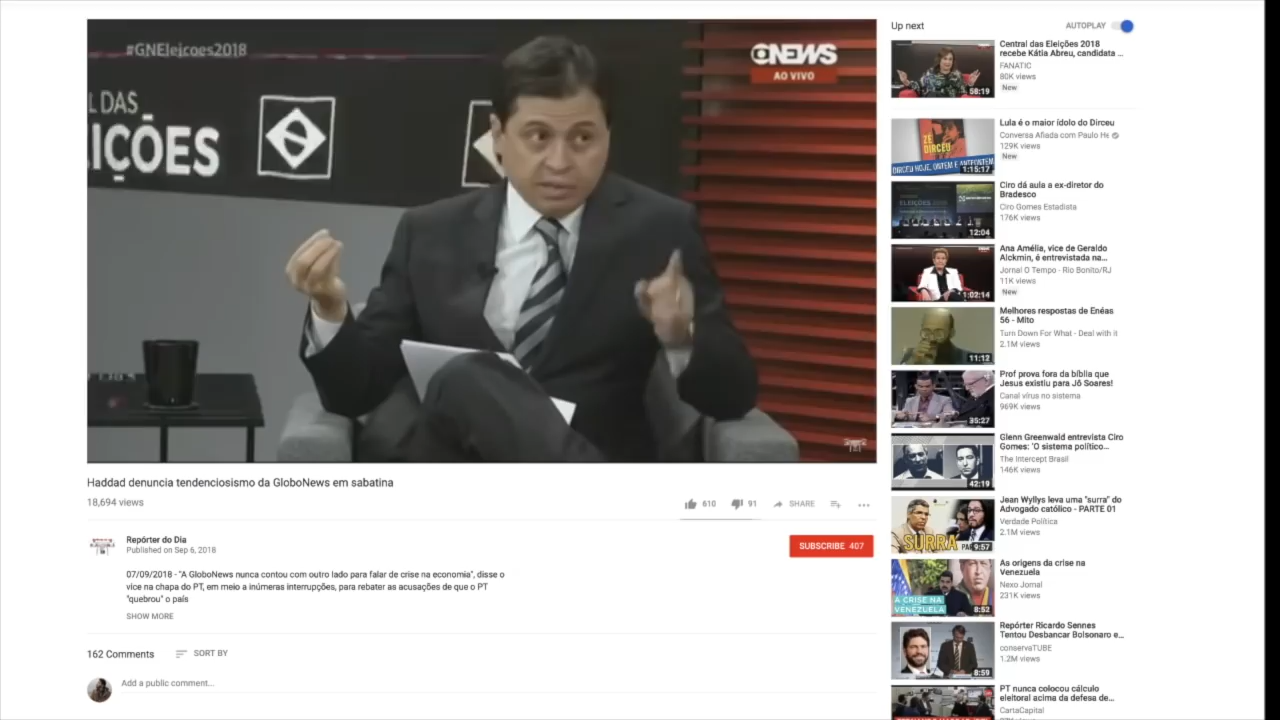 #GNEleicoes2018
NEWS
AO VIVO
L DAS
IÇÕES
Haddad denuncia tendenciosismo da GloboNews em sabatina
18,694 views
610
91
SHARE
Repórter do Dia
Published on Sep 6, 2018
SUBSCRIBE 407
07/09/2018 - "A GloboNews nunca contou com outro lado para falar de crise na economia", disse o
vice na chapa do PT, em meio a inúmeras interrupções, para rebater as acusações de que o PT
"quebrou" o país
SHOW MORE
162 Comments
SORT BY
Add a public comment...
Up next
AUTOPLAY
Central das Eleições 2018
recebe Kátia Abreu, candidata ...
FANATIC
80K views
New
58:19
Lula é o maior ídolo do Dirceu
Conversa Afiada com Paulo He
129K views
New
ZÉ
DIRCEU
DIRCEU HOJE, ONTEM E ANTEONTEM
1:15:17
Ciro dá aula a ex-diretor do
Bradesco
Ciro Gomes Estadista
176K views
ELEIÇÕES 2018
12:04
Ana Amélia, vice de Geraldo
Alckmin, é entrevistada na...
Jornal O Tempo - Rio Bonito/RJ
11K views
New
1:02:14
Melhores respostas de Enéas
56 - Mito
Turn Down For What - Deal with it
2.1M views
11:12
Prof prova fora da bíblia que
Jesus existiu para Jô Soares!
Canal vírus no sistema
969K views
35:27
Glenn Greenwald entrevista Ciro
Gomes: 'O sistema político...
The Intercept Brasil
146K views
42:19
Jean Wyllys leva uma "surra" do
Advogado católico - PARTE 01
Verdade Política
2.1M views
SURRA
9:57
As origens da crise na
Venezuela
Nexo Jornal
231K views
A CRISE NA
VENEZUELA
8:52
Repórter Ricardo Sennes
Tentou Desbancar Bolsonaro e...
conservaTUBE
1.2M views
8:59
PT nunca colocou cálculo
eleitoral acima da defesa de...
CartaCapital